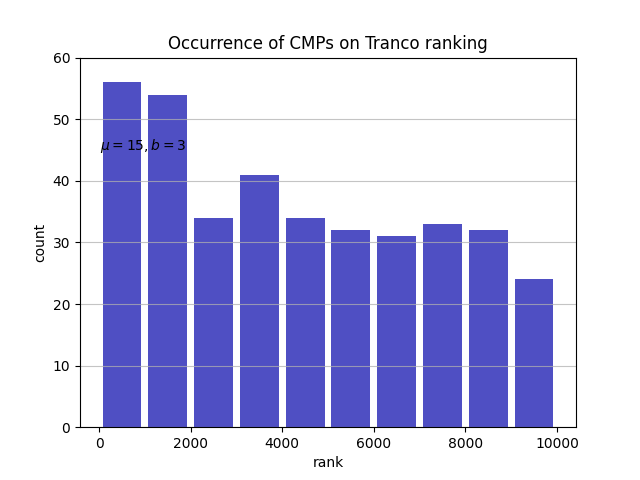 Occurrence of CMPs on Tranco ranking
60
50
μ = 15, b = 3
40
30
20
10
0
count
0 2000 4000 6000 8000 10000
rank